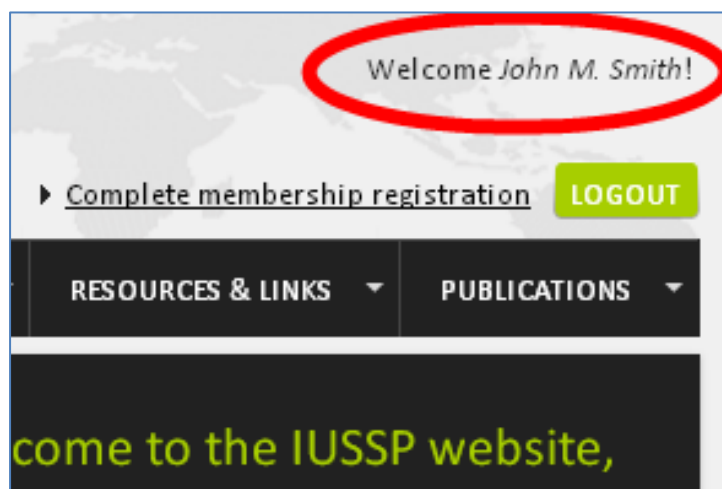 Welcome John M. Smith!
Complete membership registration LOGOUT
RESOURCES & LINKS PUBLICATIONS
come to the IUSSP website,